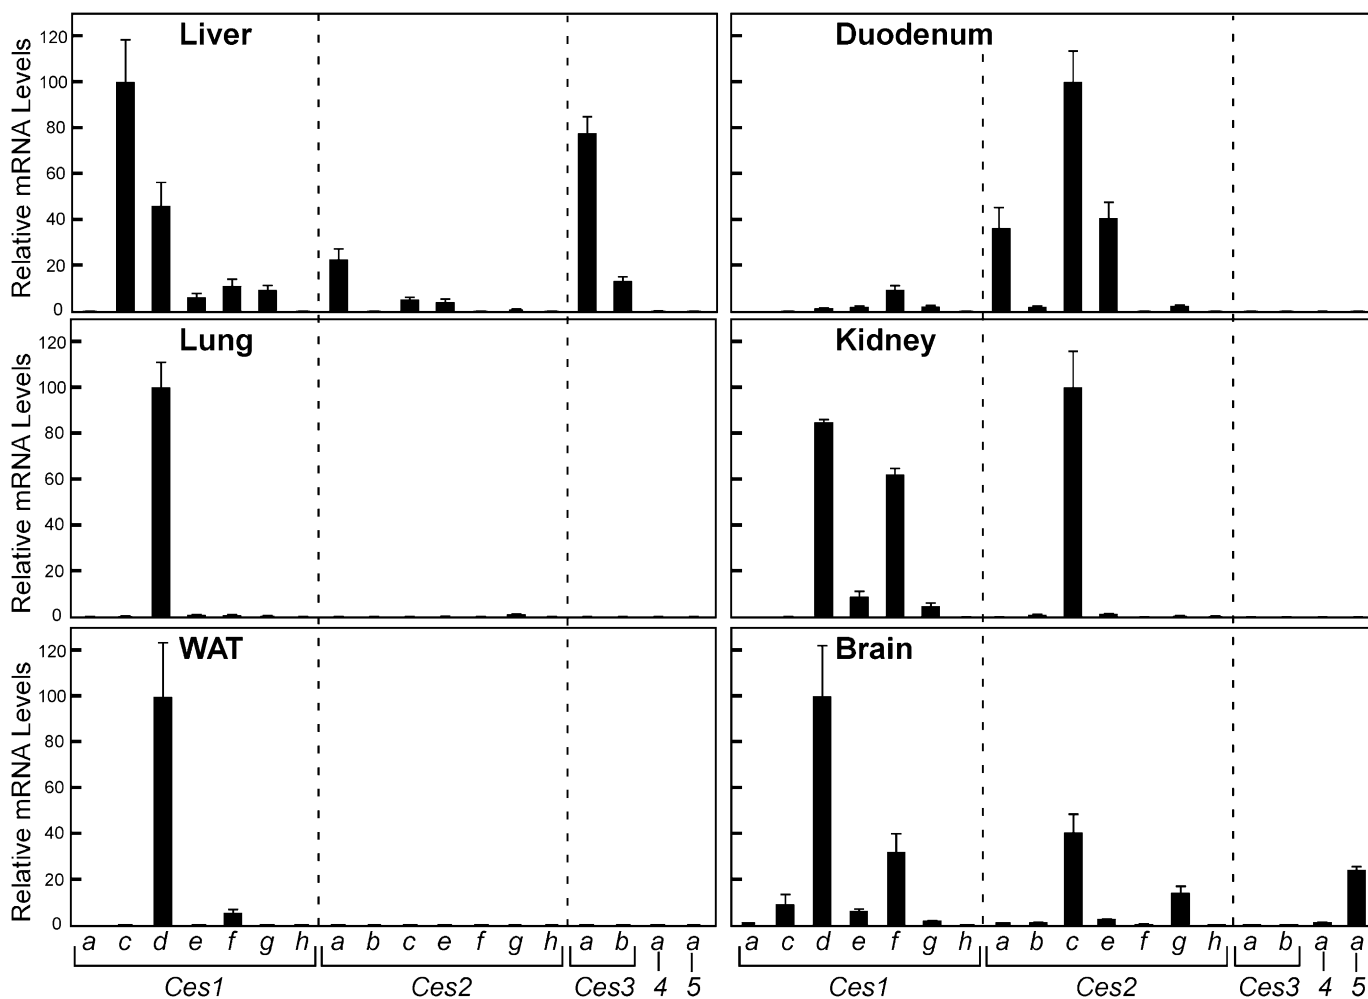 Liver
Duodenum
Relative mRNA Levels
120
100
80
60
40
20
0
Lung
Kidney
Relative mRNA Levels
120
100
80
60
40
20
0
WAT
Brain
Relative mRNA Levels
120
100
80
60
40
20
0
a c d e f g h a b c e f g h a b a a
a c d e f g h a b c e f g h a b a a
Ces1 Ces2 Ces3 4 5
Ces1 Ces2 Ces3 4 5